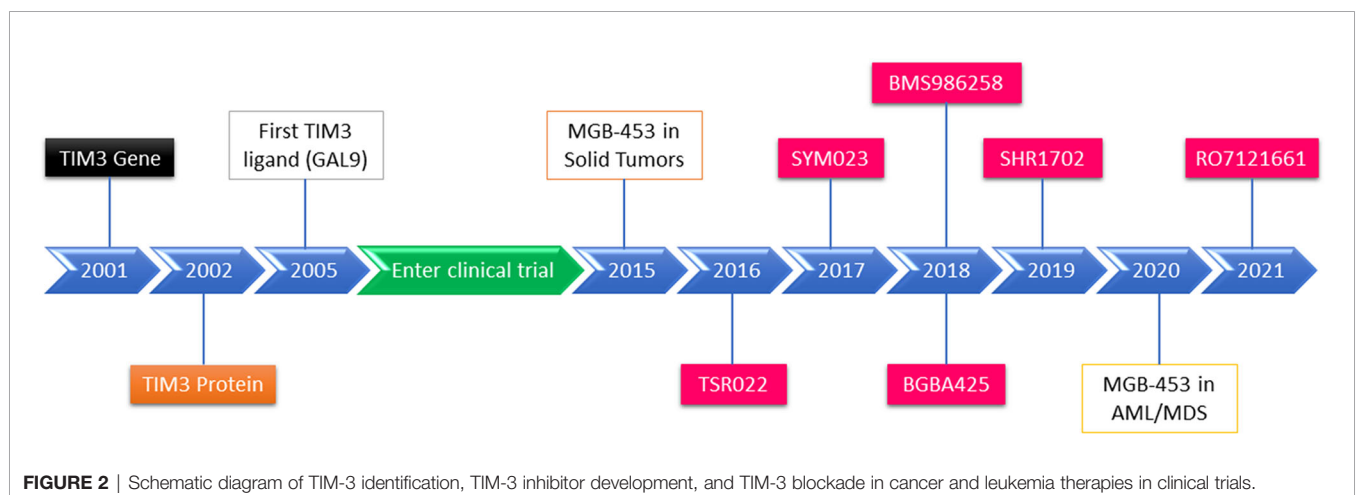 BMS986258
First TIM3
ligand (GAL9)
MGB-453 in
Solid Tumors
TIM3 Gene
SYM023
SHR1702
RO7121661
2001
2002
2005
Enter clinical trial
2015
2016
2017
2018
2019
2020
2021
TIM3 Protein
TSR022
BGBA425
MGB-453 in
AML/MDS
FIGURE 2 | Schematic diagram of TIM-3 identification, TIM-3 inhibitor development, and TIM-3 blockade in cancer and leukemia therapies in clinical trials.